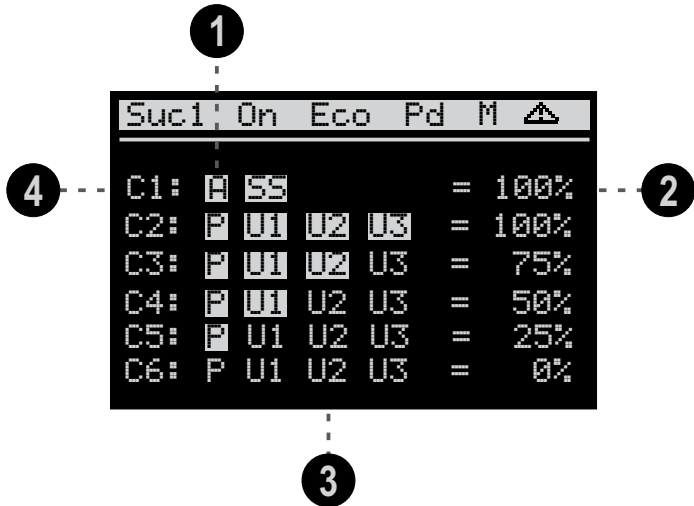 1
Suc1 On Eco Pd M
4 C1: A SS = 100% 2
C2: P U1 U2 U3 = 100%
C3: P U1 U2 U3 = 75%
C4: P U1 U2 U3 = 50%
C5: P U1 U2 U3 = 25%
C6: P U1 U2 U3 = 0%
3